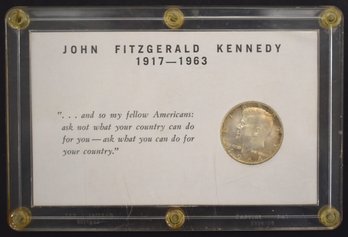 JOHN FITZGERALD KENNEDY
1917—1963
". . . and so my fellow Americans:
ask not what your country can do
for you—ask what you can do for
your country."